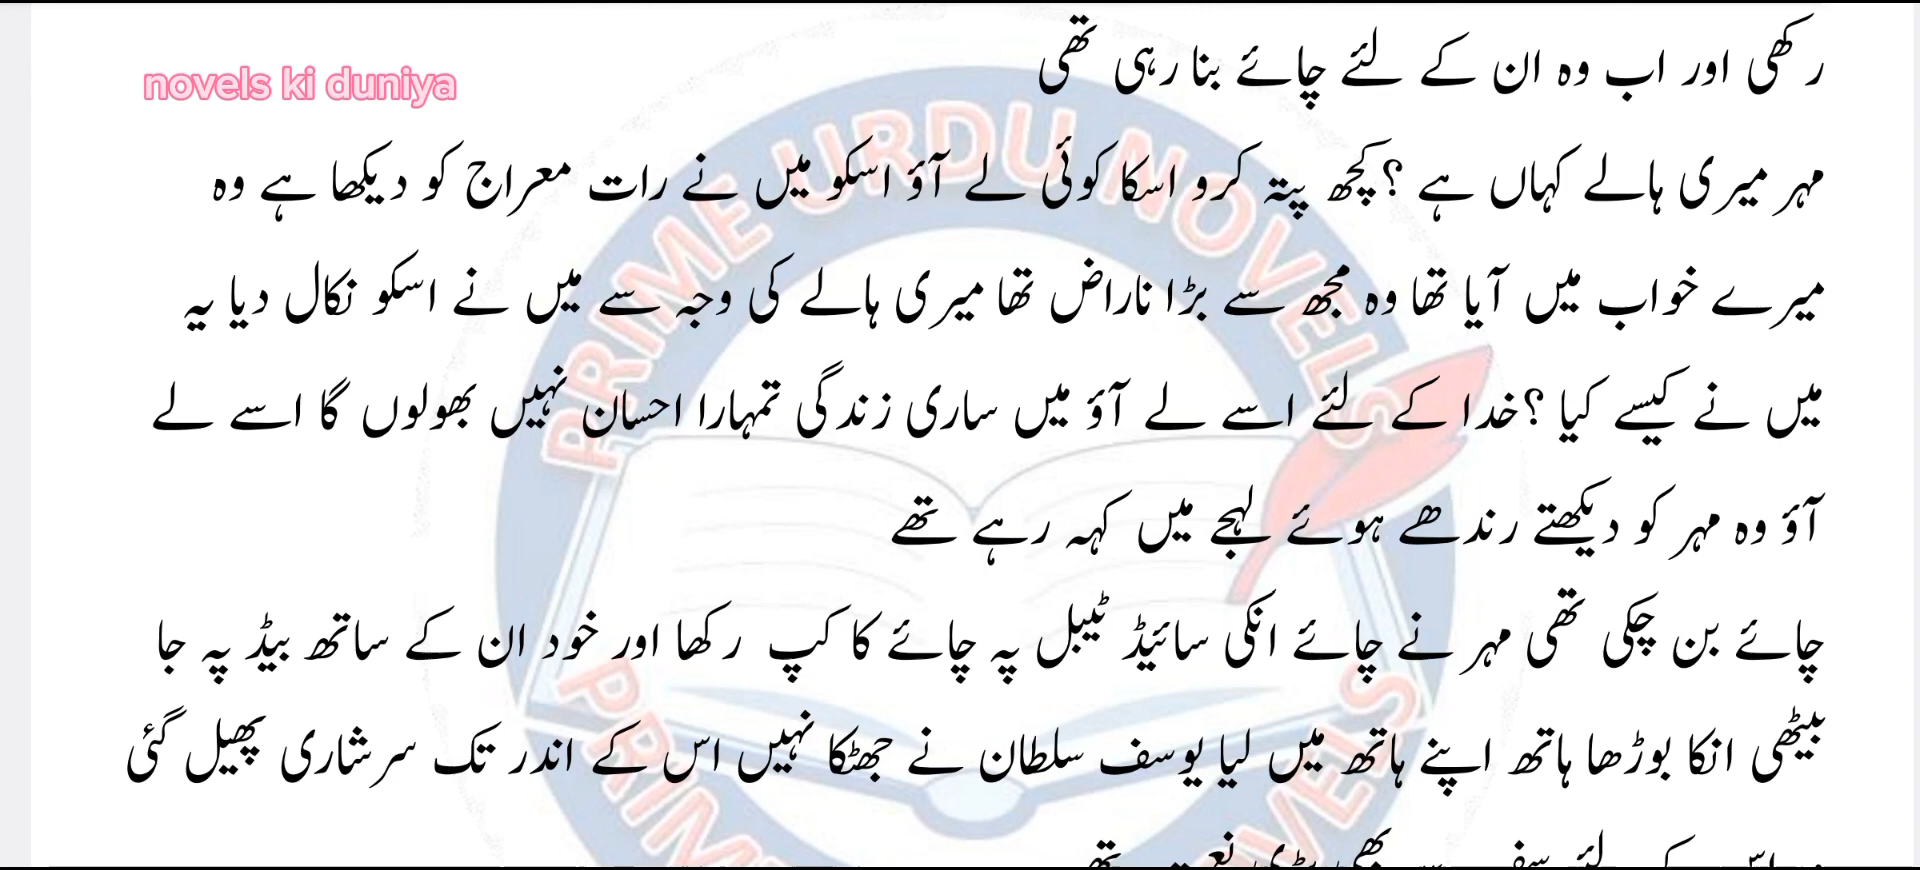 رکھی اور اب وہ ان کے لئے چائے بنا رہی تھی
novels ki duniya
مہر میری ہالے کہاں ہے ؟ کچھ پتہ کرو اسکا کوئی لے آؤ اسکو میں نے رات معراج کو دیکھا ہے وہ
میرے خواب میں آیا تھا وہ مجھ سے بڑا ناراض تھا میری ہالے کی وجہ سے میں نے اسکو نکال دیا یہ
میں نے کیسے کیا ؟ خدا کے لئے اسے لے آؤ میں ساری زندگی تمہارا احسان نہیں بھولوں گا اسے لے
آؤ وہ مہر کو دیکھتے رندھے ہوئے لہجے میں کہہ رہے تھے
چائے بن چکی تھی مہر نے چائے انکی سائیڈ ٹیبل پہ چائے کا کپ رکھا اور خود ان کے ساتھ بیڈ پہ جا
بیٹھی انکا بوڑھا ہاتھ اپنے ہاتھ میں لیا یوسف سلطان نے جھٹکا نہیں اس کے اندر تک سرشاری پھیل گئی
PRIME URDU NOVELS